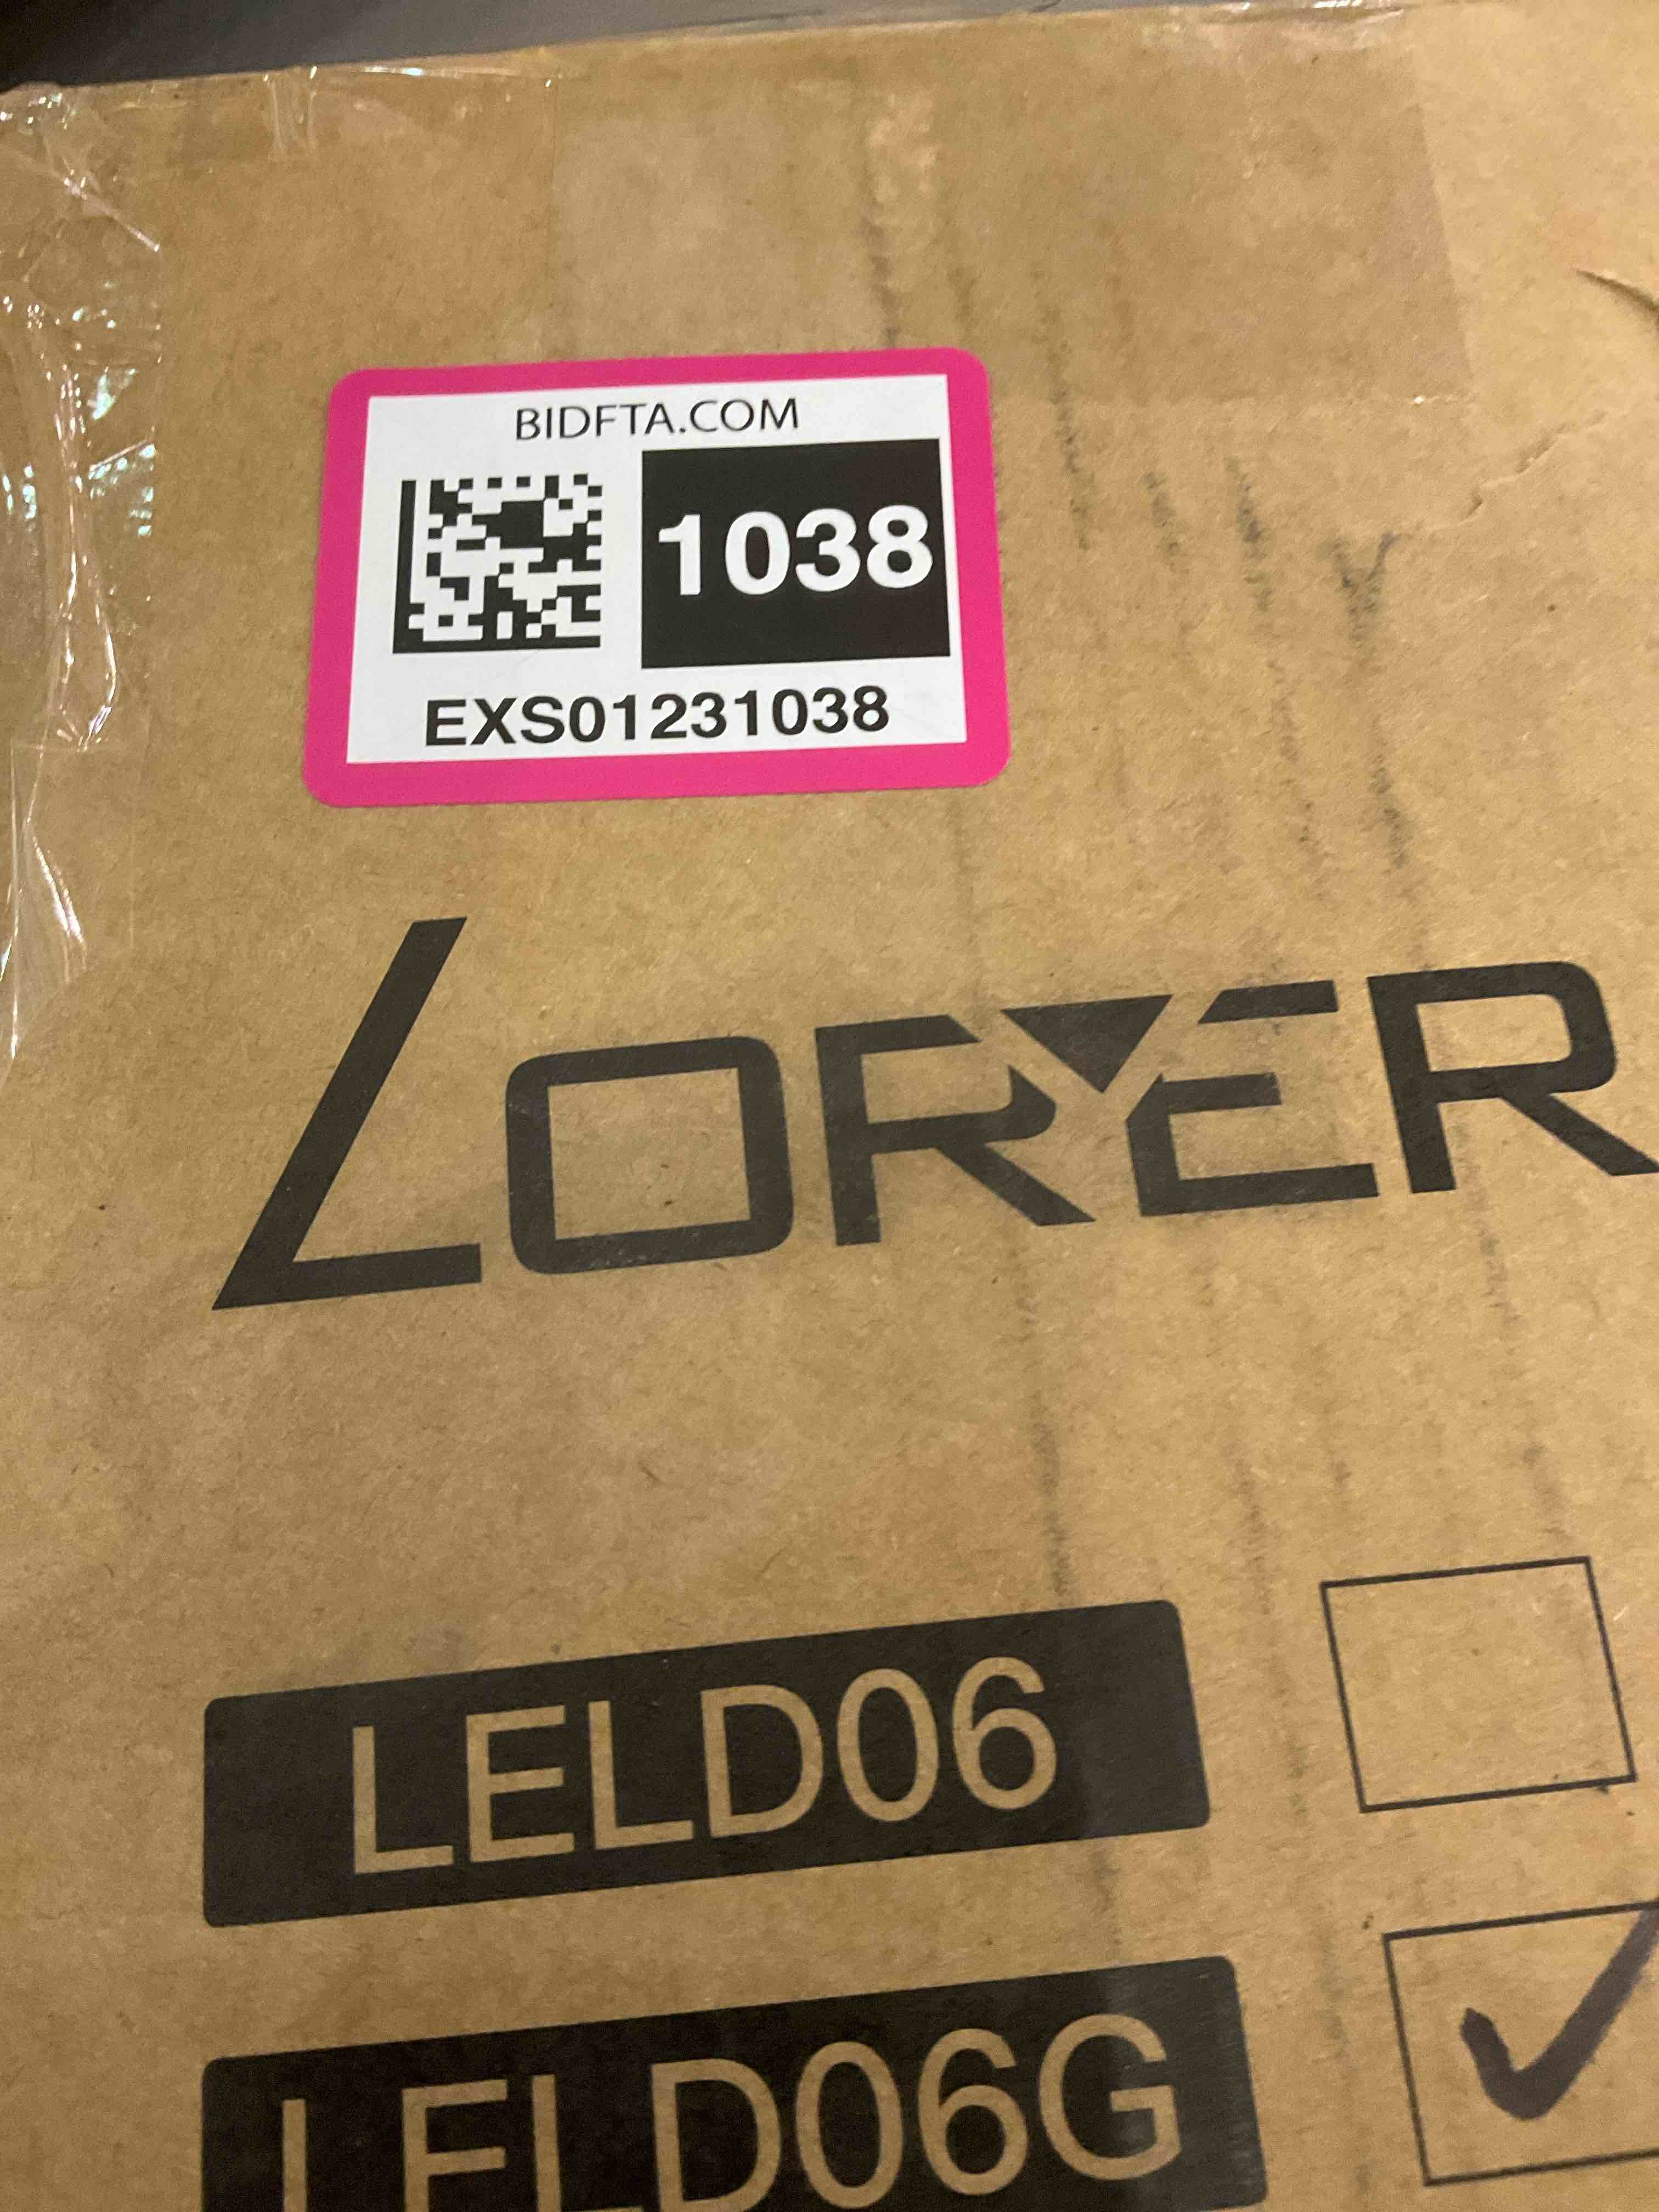 BIDFTA.COM
1038
EXS01231038
LORYER
LELD06
LELD06G